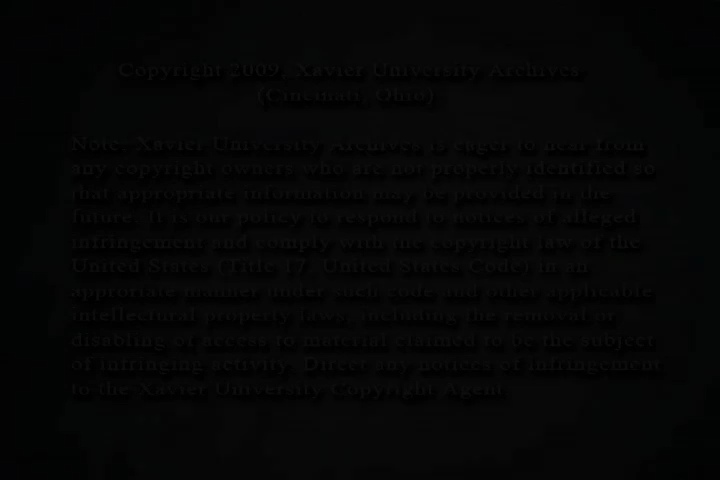 Copyright 2009, Xavier University Archives
(Cincinnati, Ohio)
Note: Xavier University Archives is eager to hear from
any copyright owners who are not properly identified so
that appropriate information may be provided in the
future. It is our policy to respond to notices of alleged
infringement and comply with the copyright law of the
United States (Title 17, United States Code) in an
approriate manner under such code and other applicable
intellectural property laws, including the removal or
disabling of access to material claimed to be the subject
of infringing activity. Direct any notices of infringement
to the Xavier University Copyright Agent